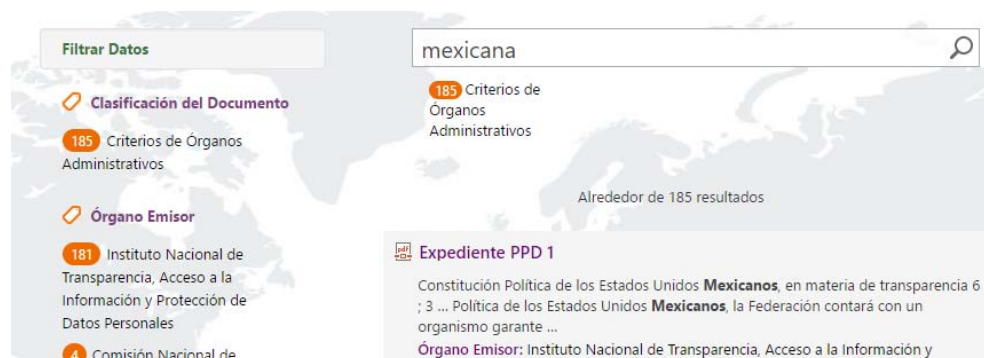 Filtrar Datos
Clasificación del Documento
185 Criterios de Órganos
Administrativos
Órgano Emisor
181 Instituto Nacional de
Transparencia, Acceso a la
Información y Protección de
Datos Personales
4 Comisión Nacional de
mexicana
185 Criterios de
Órganos
Administrativos
Alrededor de 185 resultados
Expediente PPD 1
Constitución Política de los Estados Unidos Mexicanos, en materia de transparencia 6
; 3 ... Política de los Estados Unidos Mexicanos, la Federación contará con un
organismo garante ...
Órgano Emisor: Instituto Nacional de Transparencia, Acceso a la Información y